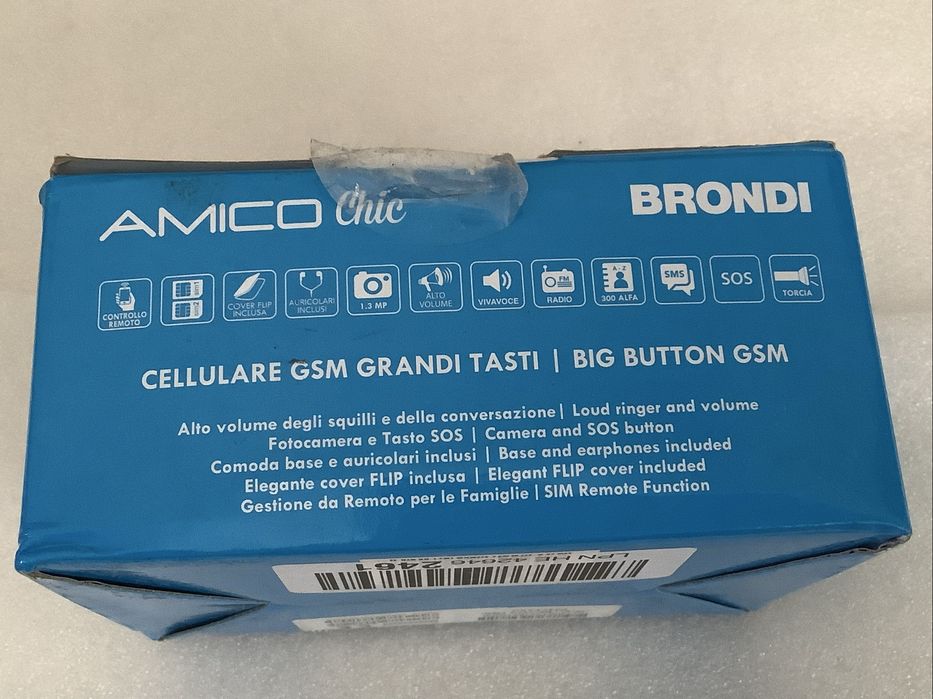 AMICO Chic
BRONDI
CONTROLLO REMOTO
COVER FLIP INCLUSA
AURICOLARI INCLUSI
1.3 MP
ALTO VOLUME
VIVAVOCE
FM
RADIO
A-Z
300 ALFA
SMS
SOS
TORCIA
CELLULARE GSM GRANDI TASTI | BIG BUTTON GSM
Alto volume degli squilli e della conversazione | Loud ringer and volume
Fotocamera e Tasto SOS | Camera and SOS button
Comoda base e auricolari inclusi | Base and earphones included
Elegante cover FLIP inclusa | Elegant FLIP cover included
Gestione da Remoto per le Famiglie | SIM Remote Function
2461